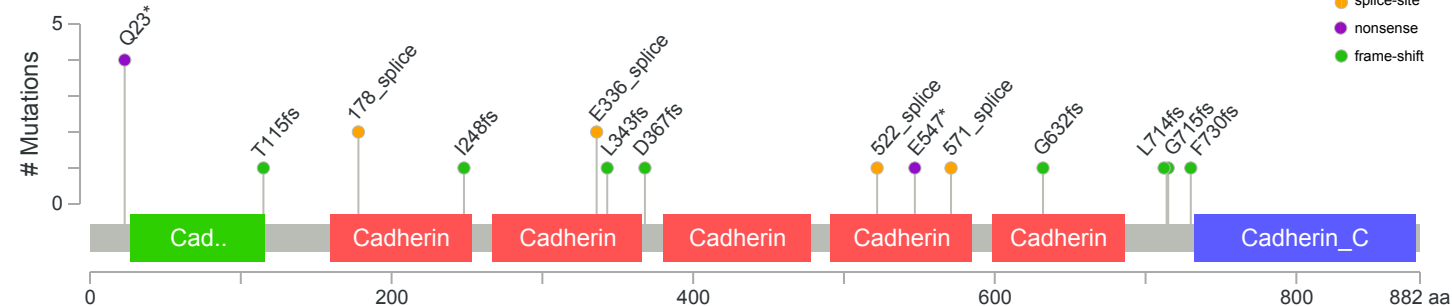 splice-site
nonsense
frame-shift
# Mutations
5
0
Q23*
T115fs
178_splice
I248fs
E336_splice
L343fs
D367fs
522_splice
E547*
571_splice
G632fs
L714fs
G715fs
F730fs
Cad..
Cadherin
Cadherin
Cadherin
Cadherin
Cadherin
Cadherin_C
0
200
400
600
800
882 aa